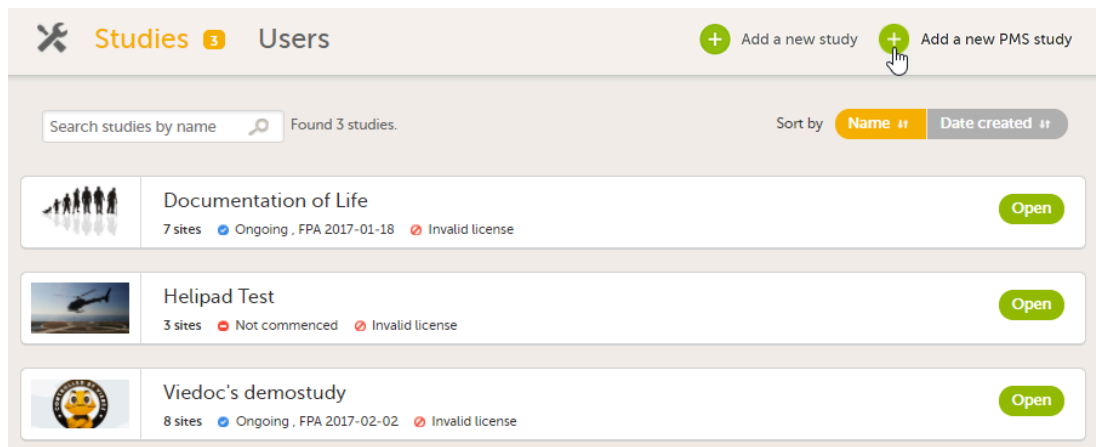 Studies 3 Users Add a new study Add a new PMS study
Search studies by name Found 3 studies. Sort by Name Date created
Documentation of Life
Open
7 sites Ongoing , FPA 2017-01-18 Invalid license
Helipad Test
Open
3 sites Not commenced Invalid license
Viedoc's demostudy
Open
8 sites Ongoing , FPA 2017-02-02 Invalid license